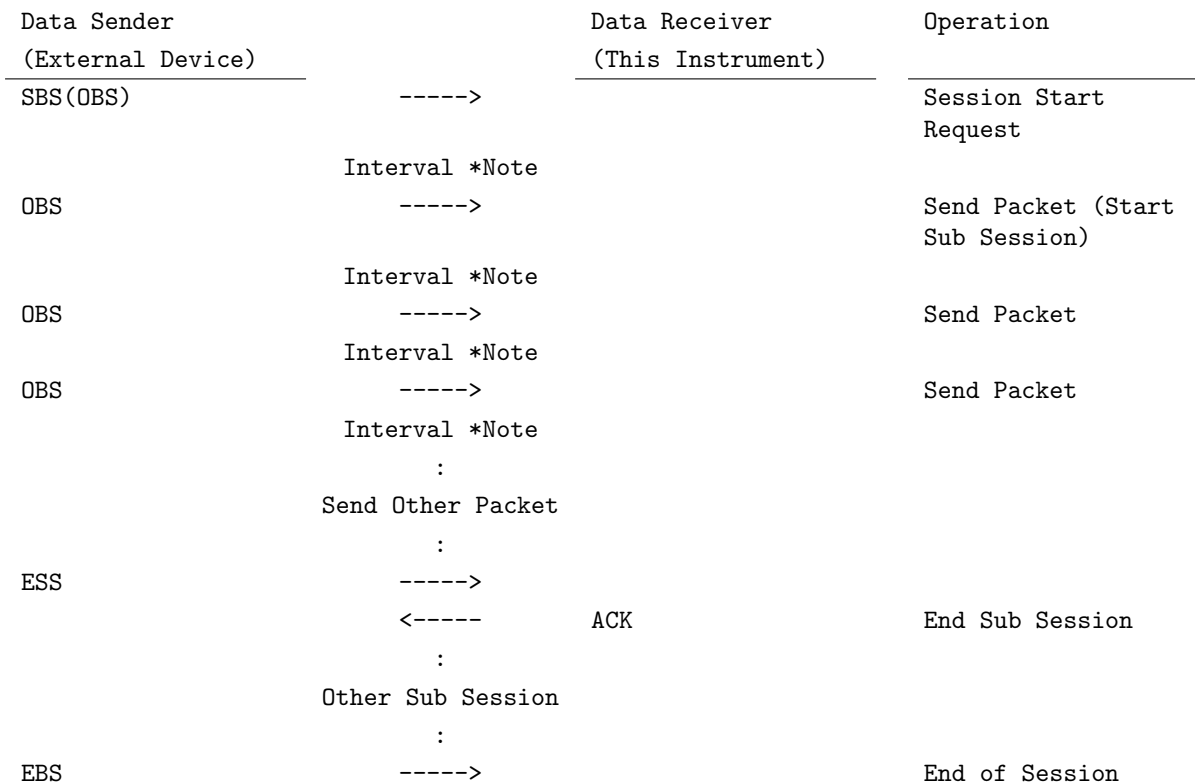 Data Sender Data Receiver Operation
(External Device) (This Instrument)
SBS(OBS) -----> Session Start
Request
Interval *Note
OBS -----> Send Packet (Start
Sub Session)
Interval *Note
OBS -----> Send Packet
Interval *Note
OBS -----> Send Packet
Interval *Note
:
Send Other Packet
:
ESS ----->
<----- ACK End Sub Session
:
Other Sub Session
:
EBS -----> End of Session